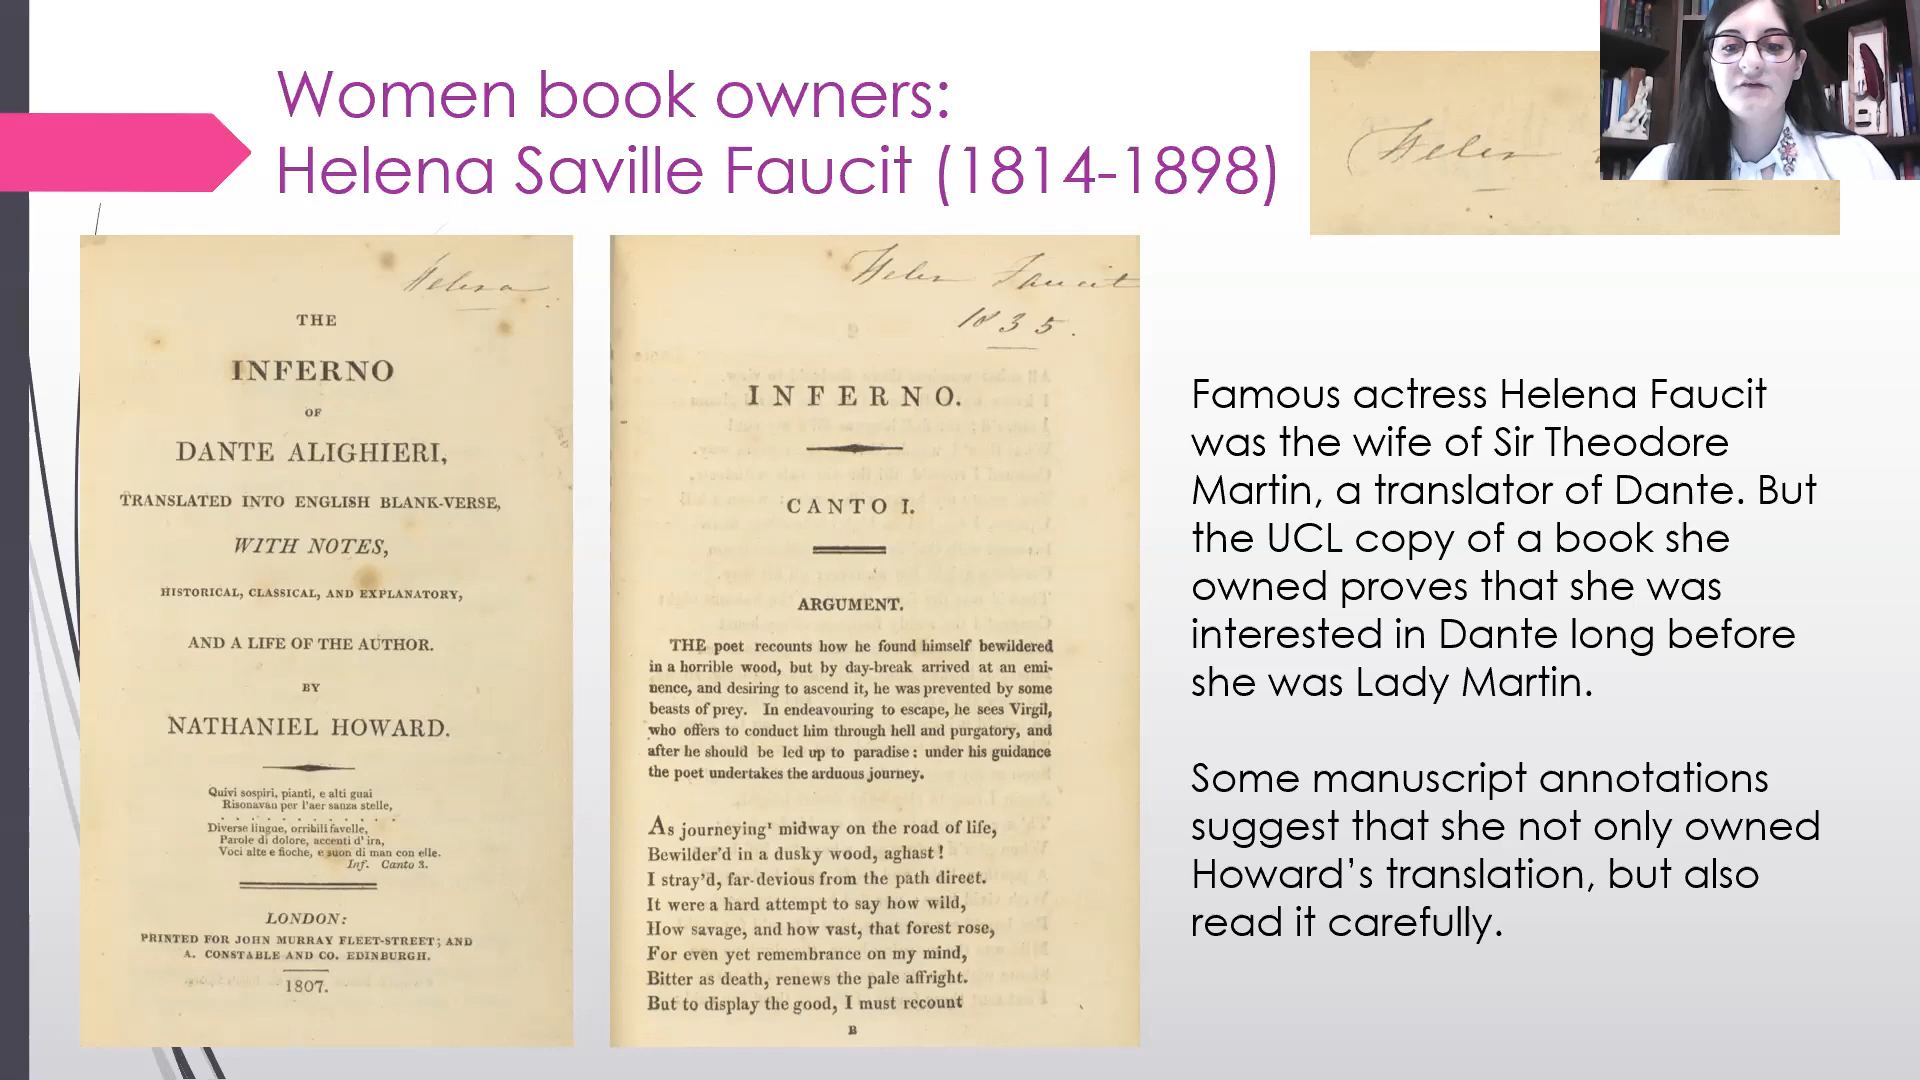 Women book owners:
Helena Saville Faucit (1814-1898)
Helen
Helena
THE
INFERNO
OF
DANTE ALIGHIERI,
TRANSLATED INTO ENGLISH BLANK-VERSE,
WITH NOTES,
HISTORICAL, CLASSICAL, AND EXPLANATORY,
AND A LIFE OF THE AUTHOR.
BY
NATHANIEL HOWARD.
Quivi sospiri, pianti, e alti guai
Risonavan per l'aer sanza stelle,
. . . . . . . . . . . .
Diverse lingue, orribili favelle,
Parole di dolore, accenti d' ira,
Voci alte e fioche, e suon di man con elle.
Inf. Canto 3.
LONDON:
PRINTED FOR JOHN MURRAY FLEET-STREET; AND
A. CONSTABLE AND CO. EDINBURGH.
1807.
Helen Faucit
1835.
INFERNO.
CANTO I.
ARGUMENT.
THE poet recounts how he found himself bewildered
in a horrible wood, but by day-break arrived at an emi-
nence, and desiring to ascend it, he was prevented by some
beasts of prey. In endeavouring to escape, he sees Virgil,
who offers to conduct him through hell and purgatory, and
after he should be led up to paradise: under his guidance
the poet undertakes the arduous journey.
As journeying¹ midway on the road of life,
Bewilder'd in a dusky wood, aghast!
I stray'd, far-devious from the path direct.
It were a hard attempt to say how wild,
How savage, and how vast, that forest rose,
For even yet remembrance on my mind,
Bitter as death, renews the pale affright.
But to display the good, I must recount
B
Famous actress Helena Faucit
was the wife of Sir Theodore
Martin, a translator of Dante. But
the UCL copy of a book she
owned proves that she was
interested in Dante long before
she was Lady Martin.
Some manuscript annotations
suggest that she not only owned
Howard's translation, but also
read it carefully.